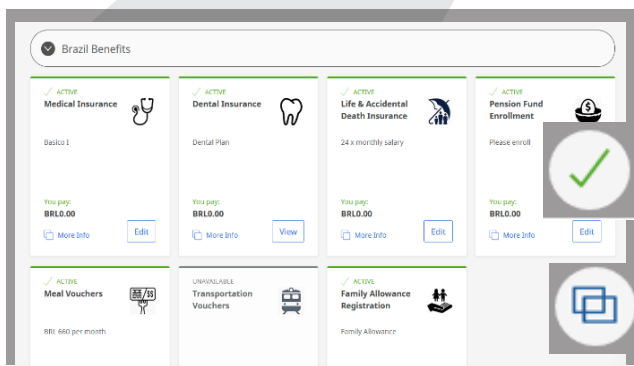 Brazil Benefits
ACTIVE
Medical Insurance
Basico I
You pay:
BRL0.00
More Info
Edit
ACTIVE
Dental Insurance
Dental Plan
You pay:
BRL0.00
More Info
View
ACTIVE
Life & Accidental
Death Insurance
24 x monthly salary
You pay:
BRL0.00
More Info
Edit
ACTIVE
Pension Fund
Enrollment
Please enroll
You pay:
BRL0.00
More Info
Edit
ACTIVE
Meal Vouchers
BRL 660 per month
UNAVAILABLE
Transportation
Vouchers
ACTIVE
Family Allowance
Registration
Family Allowance